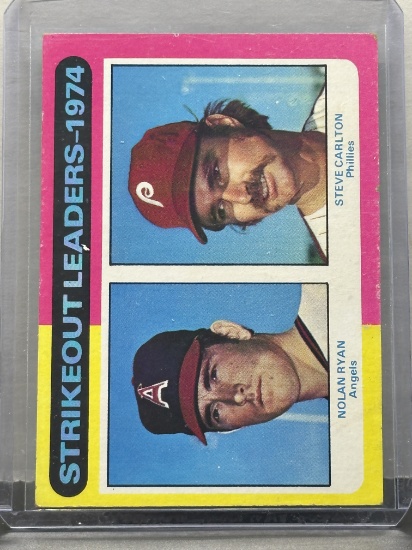 STRIKEOUT LEADERS-1974
NOLAN RYAN
Angels
STEVE CARLTON
Phillies
A
P